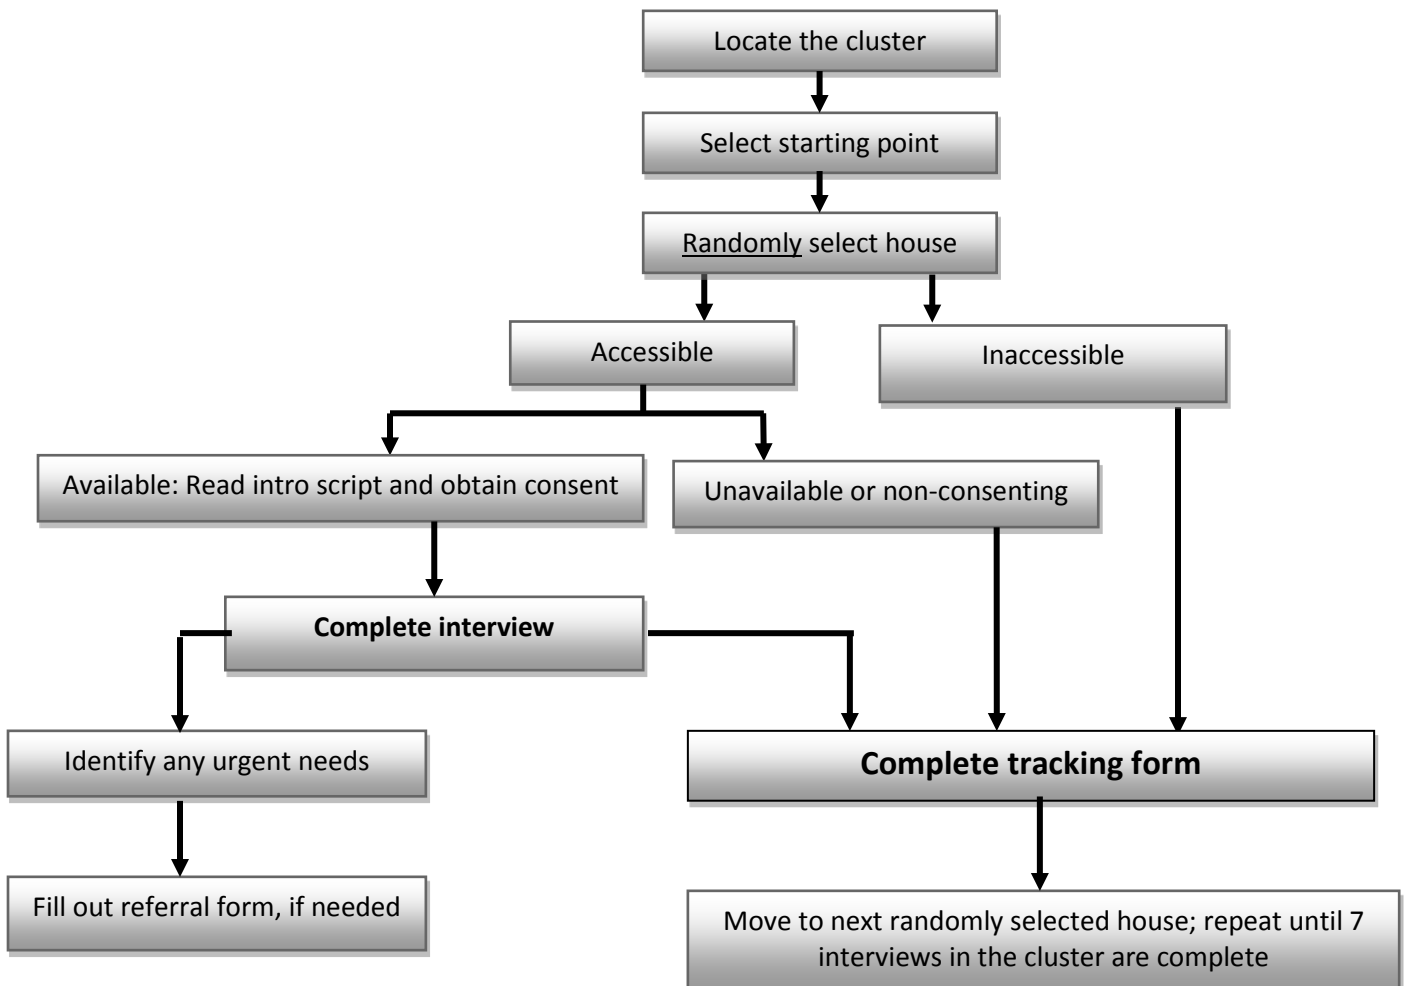 Locate the cluster
Select starting point
Randomly select house
Accessible
Inaccessible
Available: Read intro script and obtain consent
Unavailable or non-consenting
Complete interview
Identify any urgent needs
Complete tracking form
Fill out referral form, if needed
Move to next randomly selected house; repeat until 7
interviews in the cluster are complete